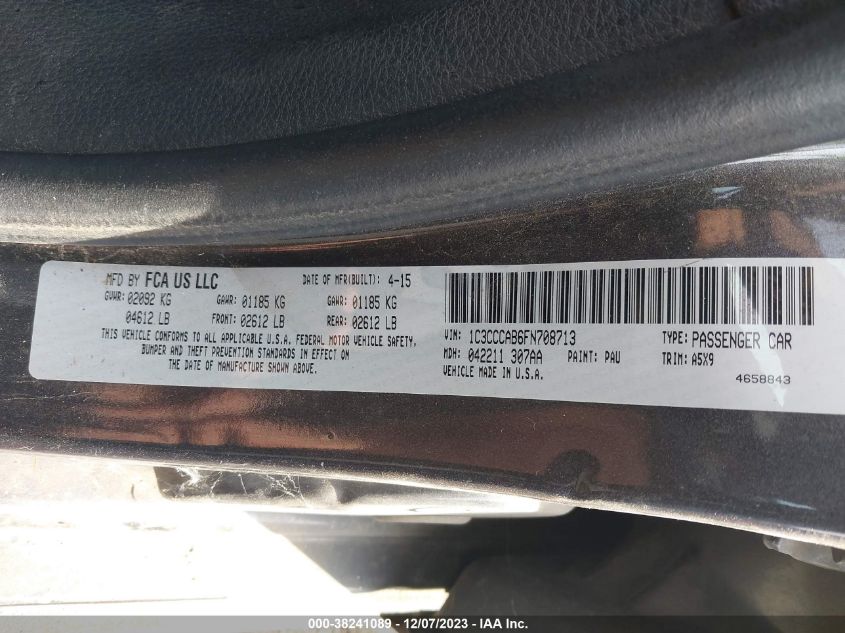 MFD BY FCA US LLC DATE OF MFR(BUILT): 4-15
GVWR: 02092 KG GAWR: 01185 KG GAWR: 01185 KG
04612 LB FRONT: 02612 LB REAR: 02612 LB
THIS VEHICLE CONFORMS TO ALL APPLICABLE U.S.A. FEDERAL MOTOR VEHICLE SAFETY,
BUMPER AND THEFT PREVENTION STANDARDS IN EFFECT ON
THE DATE OF MANUFACTURE SHOWN ABOVE.
VIN: 1C3CCCAB6FN708713 TYPE: PASSENGER CAR
MDH: 042211 307AA PAINT: PAU TRIM: A5X9
VEHICLE MADE IN U.S.A. 4658843
000-38241089 - 12/07/2023 - IAA Inc.